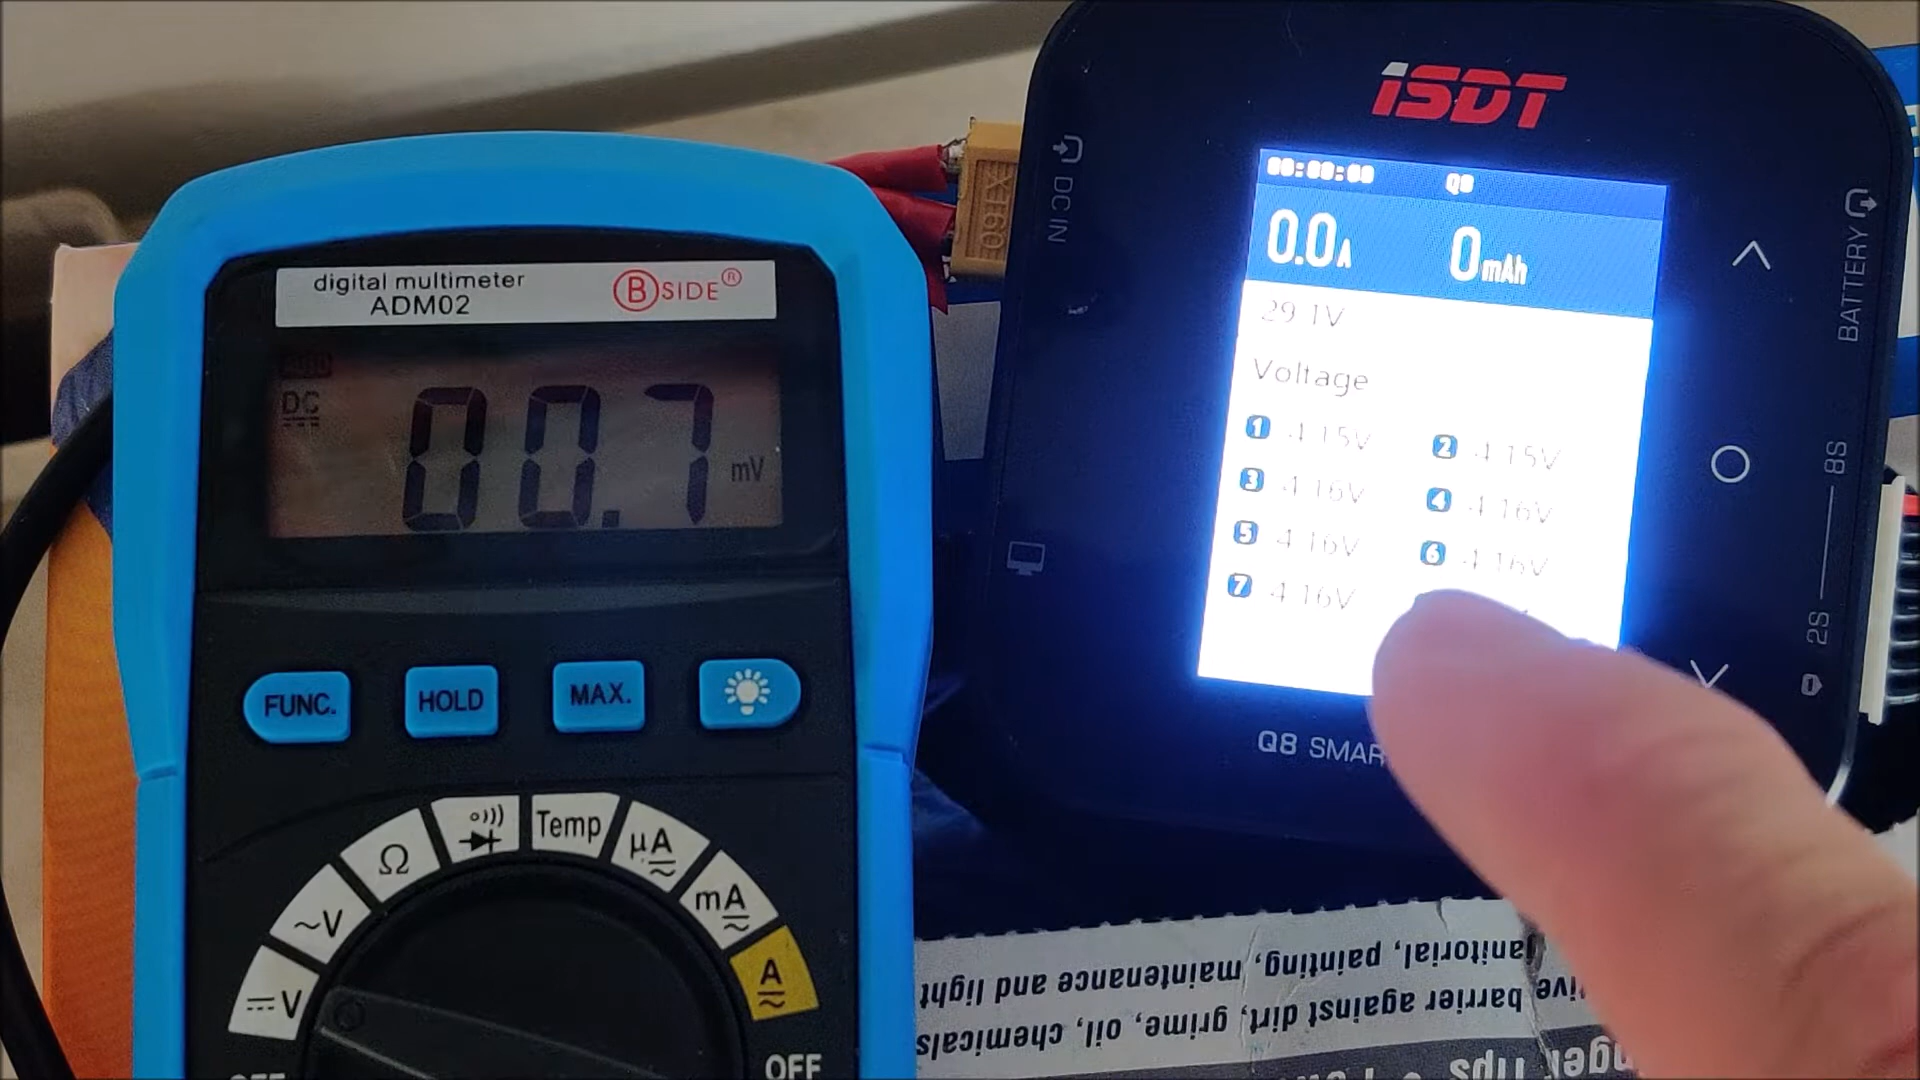 digital multimeter
ADM02
BSIDE®
DC
00.7 mV
FUNC.
HOLD
MAX.
Temp
Ω
µA
~V
mA
V
A
OFF
XT60
iSDT
DC IN
BATTERY
8S
2S
Q8
0.0A
0mAh
29.1V
Voltage
1 4.15V
2 4.15V
3 4.16V
4 4.16V
5 4.16V
6 4.16V
7 4.16V
Q8 SMAR
ive barrier against dirt, grime, oil, chemicals
janitorial, painting, maintenance and light